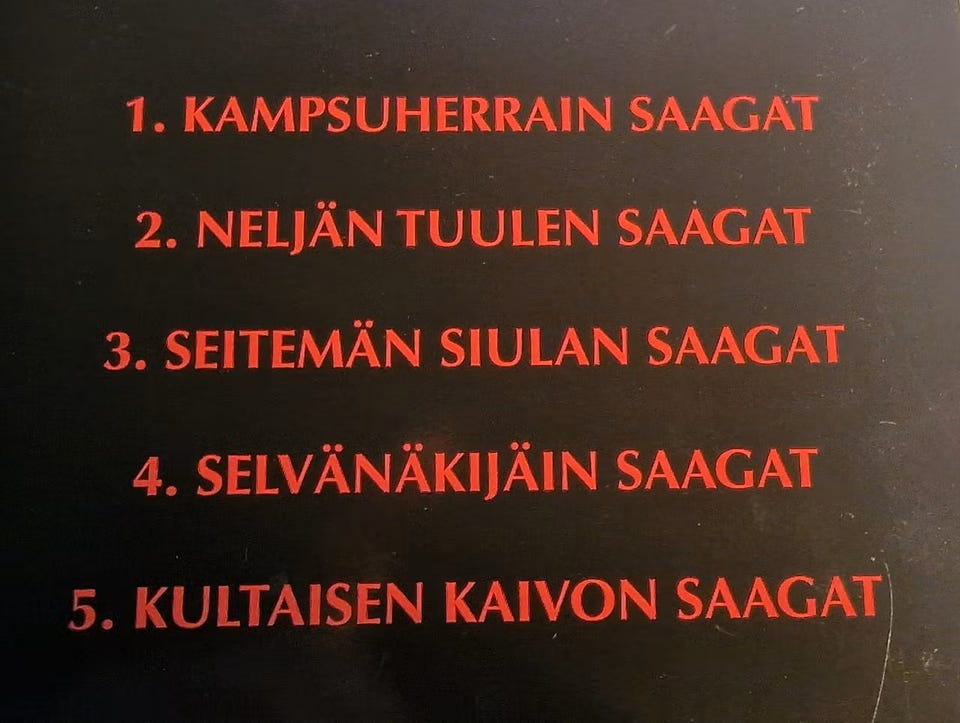 1. KAMPSUHERRAIN SAAGAT
2. NELJÄN TUULEN SAAGAT
3. SEITEMÄN SIULAN SAAGAT
4. SELVÄNÄKIJÄIN SAAGAT
5. KULTAISEN KAIVON SAAGAT